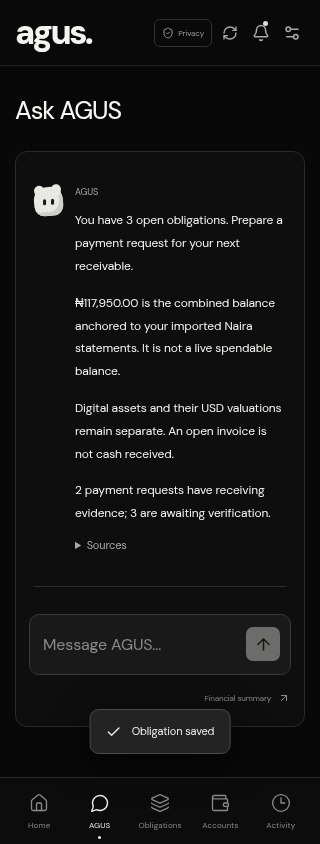 agus.
Privacy
Ask AGUS
AGUS
You have 3 open obligations. Prepare a
payment request for your next
receivable.
₦117,950.00 is the combined balance
anchored to your imported Naira
statements. It is not a live spendable
balance.
Digital assets and their USD valuations
remain separate. An open invoice is
not cash received.
2 payment requests have receiving
evidence; 3 are awaiting verification.
Sources
Message AGUS...
Financial summary
Obligation saved
Home
AGUS
Obligations
Accounts
Activity